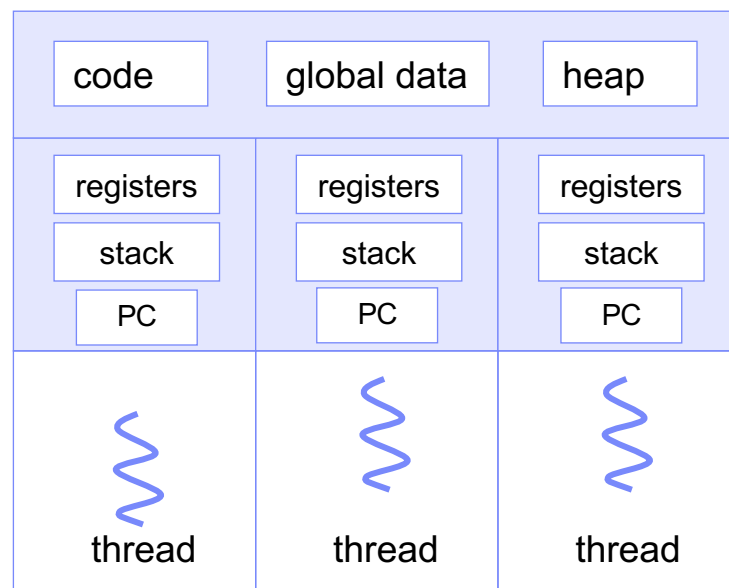 code global data heap
registers registers registers
stack stack stack
PC PC PC
thread thread thread